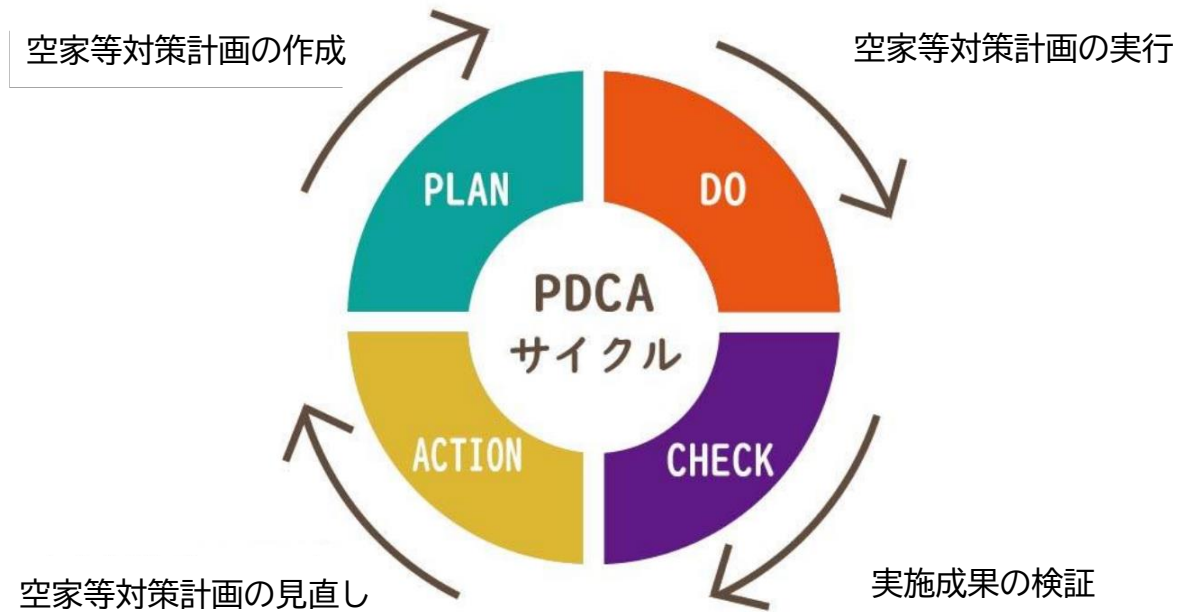 空家等対策計画の作成
空家等対策計画の実行
PLAN
DO
PDCA
サイクル
ACTION
CHECK
空家等対策計画の見直し
実施成果の検証